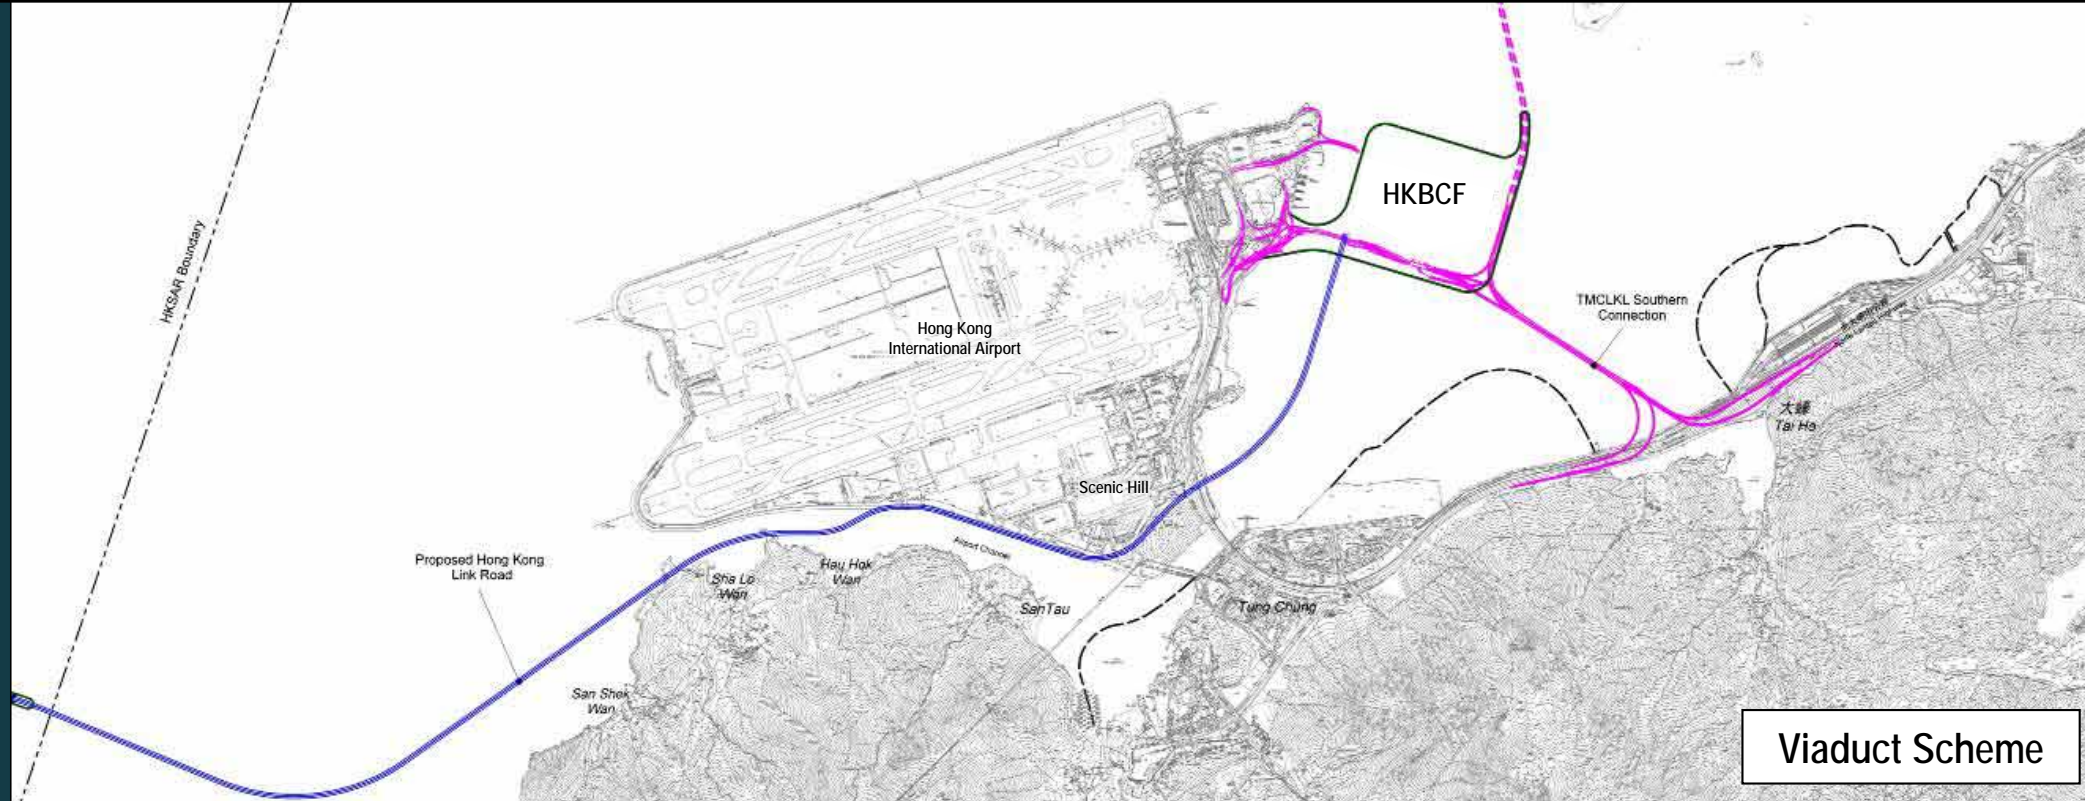 HKSAR Boundary
HKBCF
TMCLKL Southern
Connection
Hong Kong
International Airport
大蠔
Tai Ho
Scenic Hill
Airport Channel
Proposed Hong Kong
Link Road
Sha Lo
Wan
Hau Hok
Wan
San Tau
Tung Chung
San Shek
Wan
Viaduct Scheme